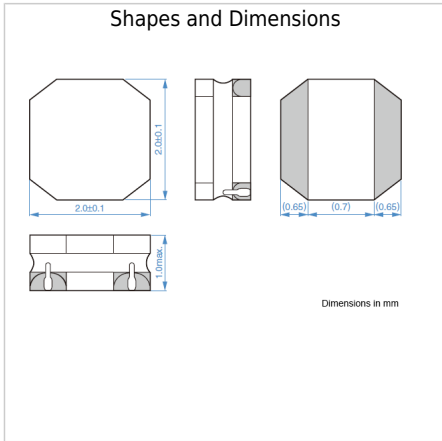 Shapes and Dimensions
2.0±0.1
2.0±0.1
(0.65)
(0.7)
(0.65)
1.0max.
Dimensions in mm